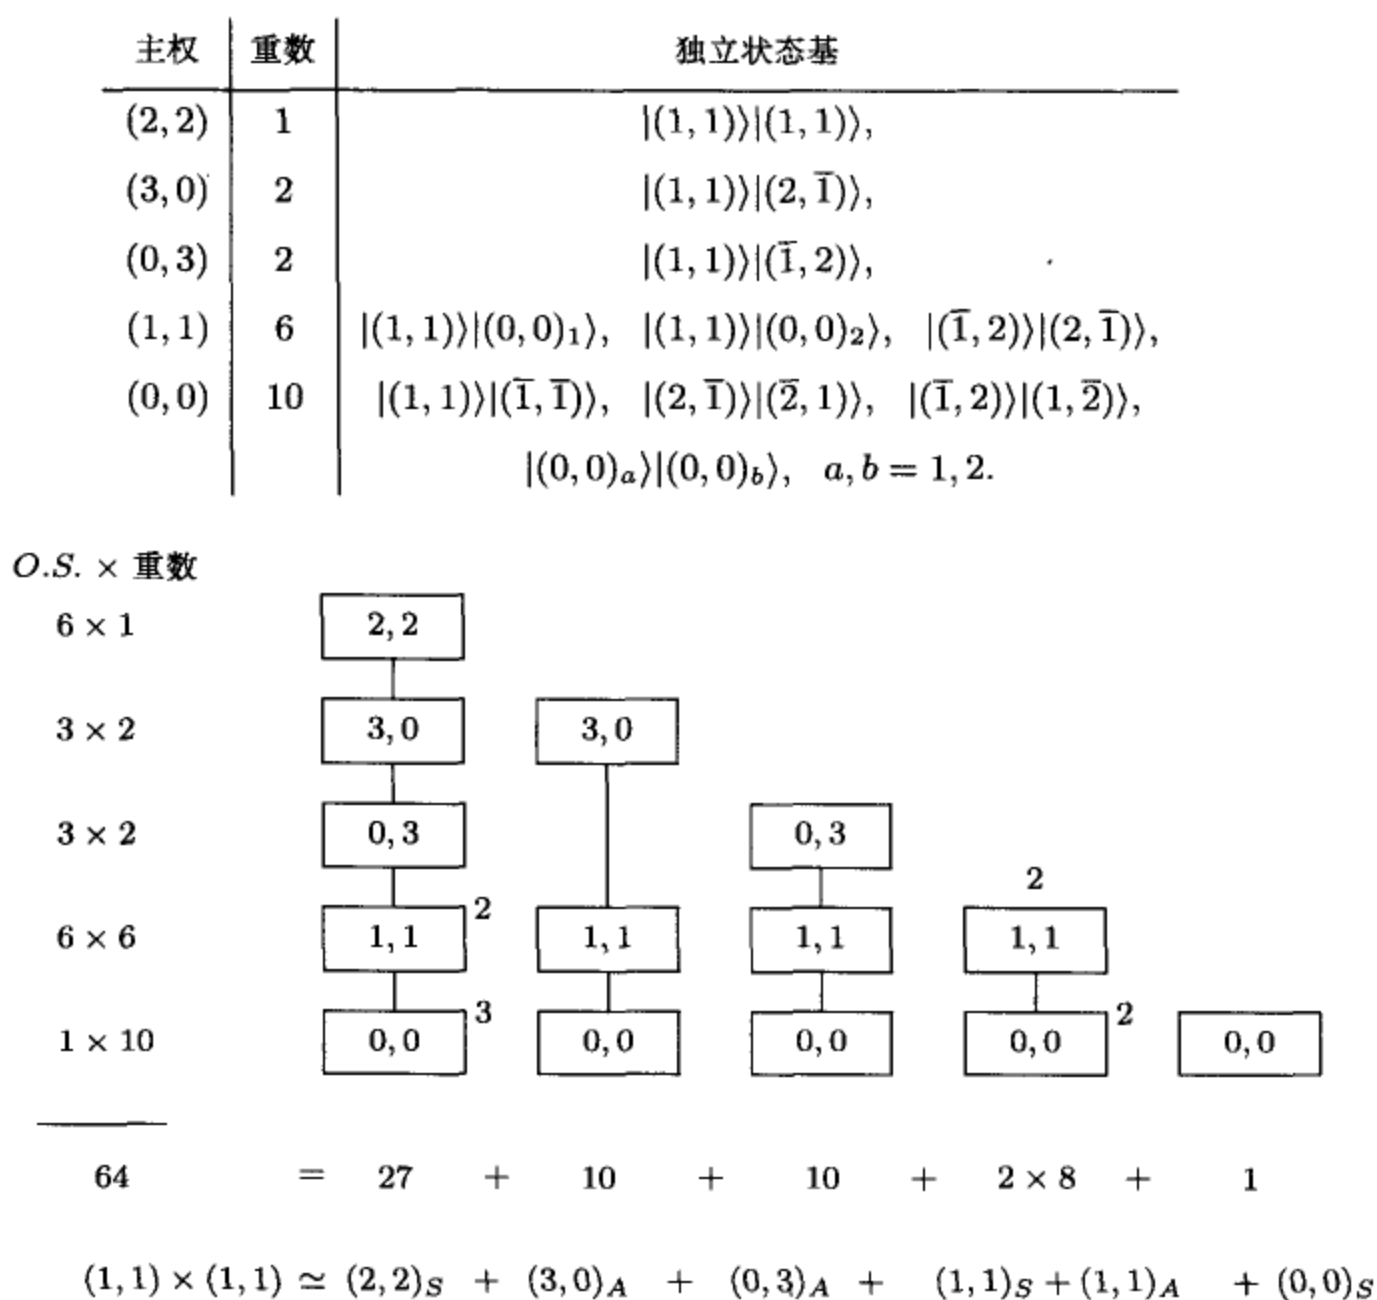 主权 重数 独立状态基
(2, 2) 1 |(1, 1)⟩|(1, 1)⟩,
(3, 0) 2 |(1, 1)⟩|(2, 1̅)⟩,
(0, 3) 2 |(1, 1)⟩|(1̅, 2)⟩,
(1, 1) 6 |(1, 1)⟩|(0, 0)₁⟩, |(1, 1)⟩|(0, 0)₂⟩, |(1̅, 2)⟩|(2, 1̅)⟩,
(0, 0) 10 |(1, 1)⟩|(1̅, 1̅)⟩, |(2, 1̅)⟩|(2̅, 1)⟩, |(1̅, 2)⟩|(1, 2̅)⟩,
|(0, 0)ₐ⟩|(0, 0)_b⟩, a, b = 1, 2.
O.S. × 重数
6 × 1 2, 2
3 × 2 3, 0 3, 0
3 × 2 0, 3 0, 3
2 2
6 × 6 1, 1 1, 1 1, 1 1, 1
3 2
1 × 10 0, 0 0, 0 0, 0 0, 0 0, 0
64 = 27 + 10 + 10 + 2 × 8 + 1
(1, 1) × (1, 1) ≃ (2, 2)_S + (3, 0)_A + (0, 3)_A + (1, 1)_S + (1, 1)_A + (0, 0)_S